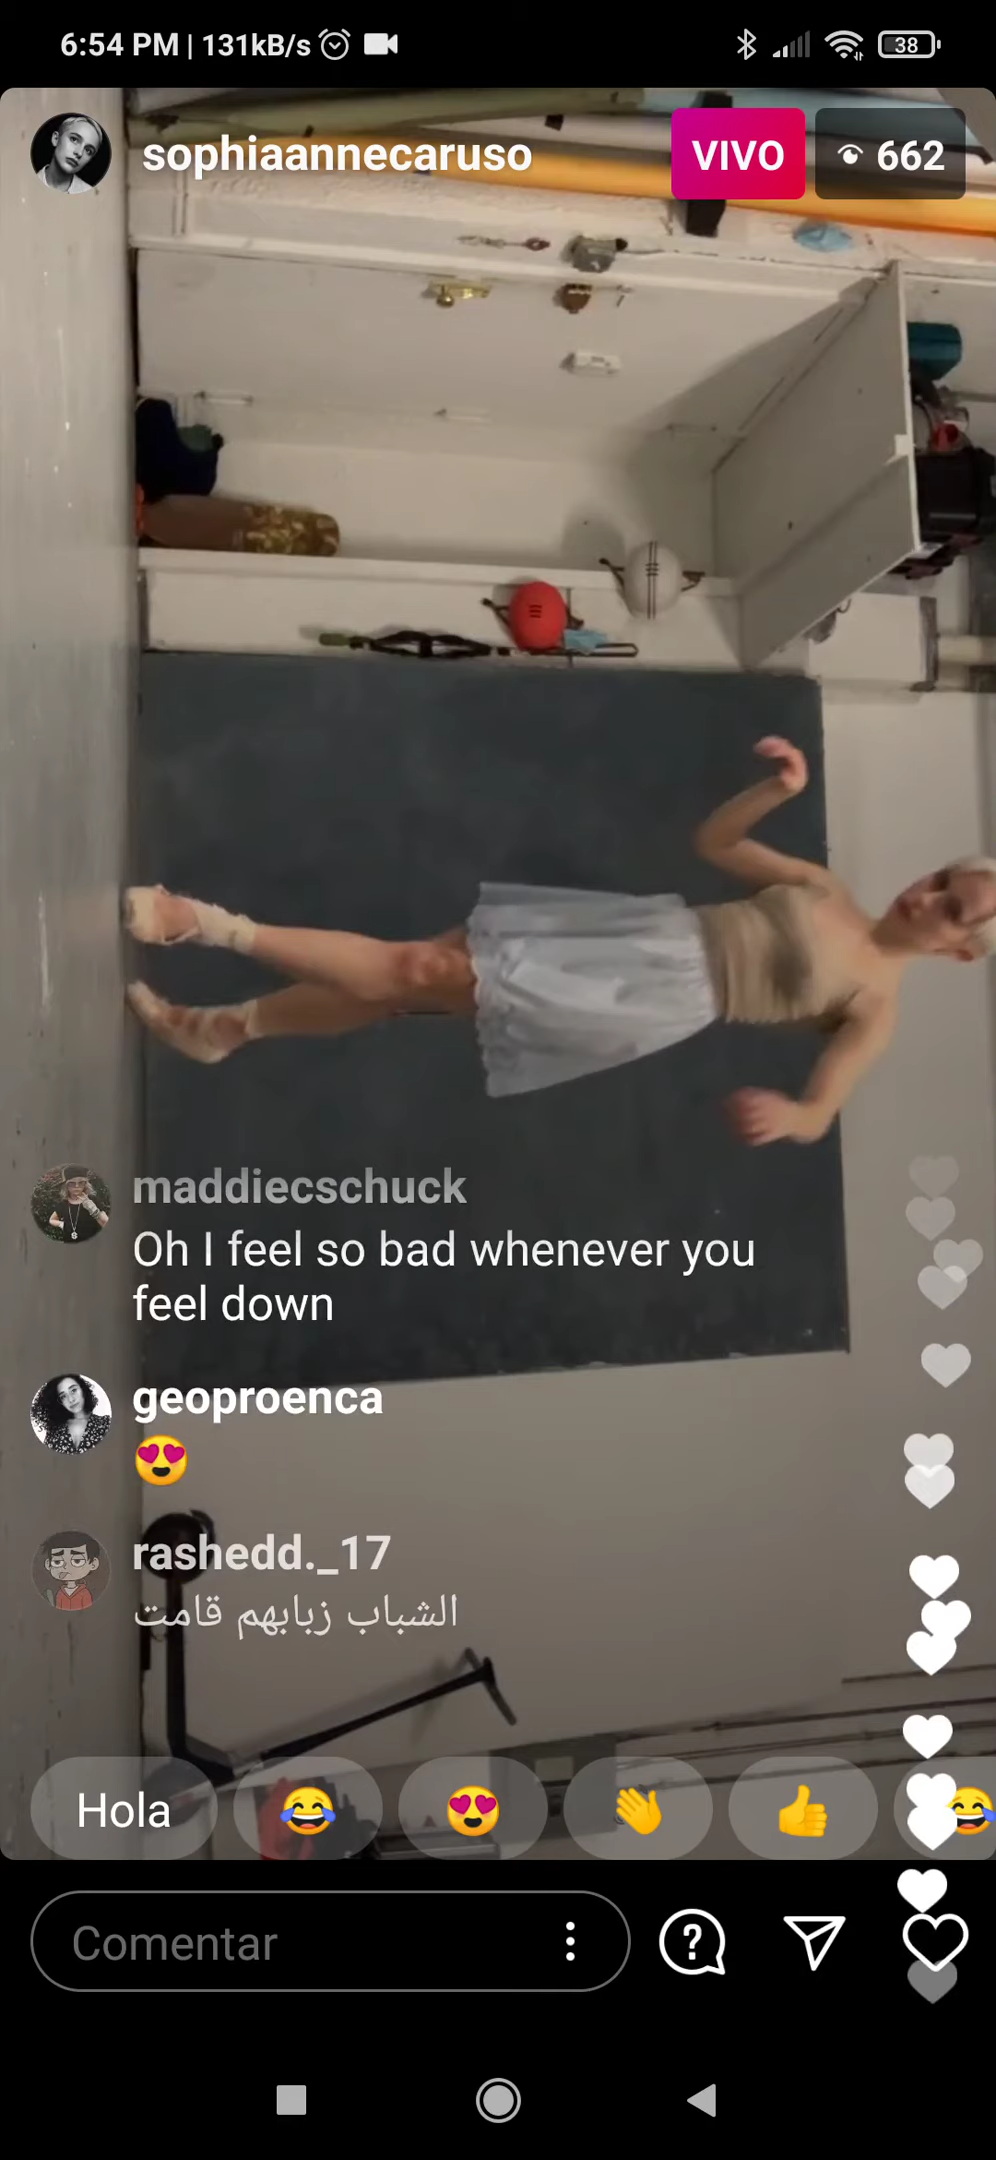 6:54 PM | 131kB/s 38
sophiaannecaruso VIVO 662
maddiecschuck
Oh I feel so bad whenever you
feel down
geoproenca
😍
rashedd._17
الشباب زبابهم قامت
Hola 😂 😍 👏 👍 😂
Comentar